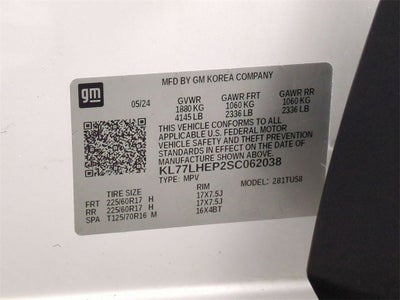 gm
MFD BY GM KOREA COMPANY
05/24 GVWR GAWR FRT GAWR RR
1880 KG 1060 KG 1060 KG
4145 LB 2336 LB 2336 LB
THIS VEHICLE CONFORMS TO ALL
APPLICABLE U.S. FEDERAL MOTOR
VEHICLE SAFETY AND THEFT PREVENTION
STANDARDS IN EFFECT ON THE DATE OF
MANUFACTURE SHOWN ABOVE.
KL77LHEP2SC062038
TYPE: MPV MODEL: 281TU58
TIRE SIZE RIM
FRT 225/60R17 H 17X7.5J
RR 225/60R17 H 17X7.5J
SPA T125/70R16 M 16X4BT